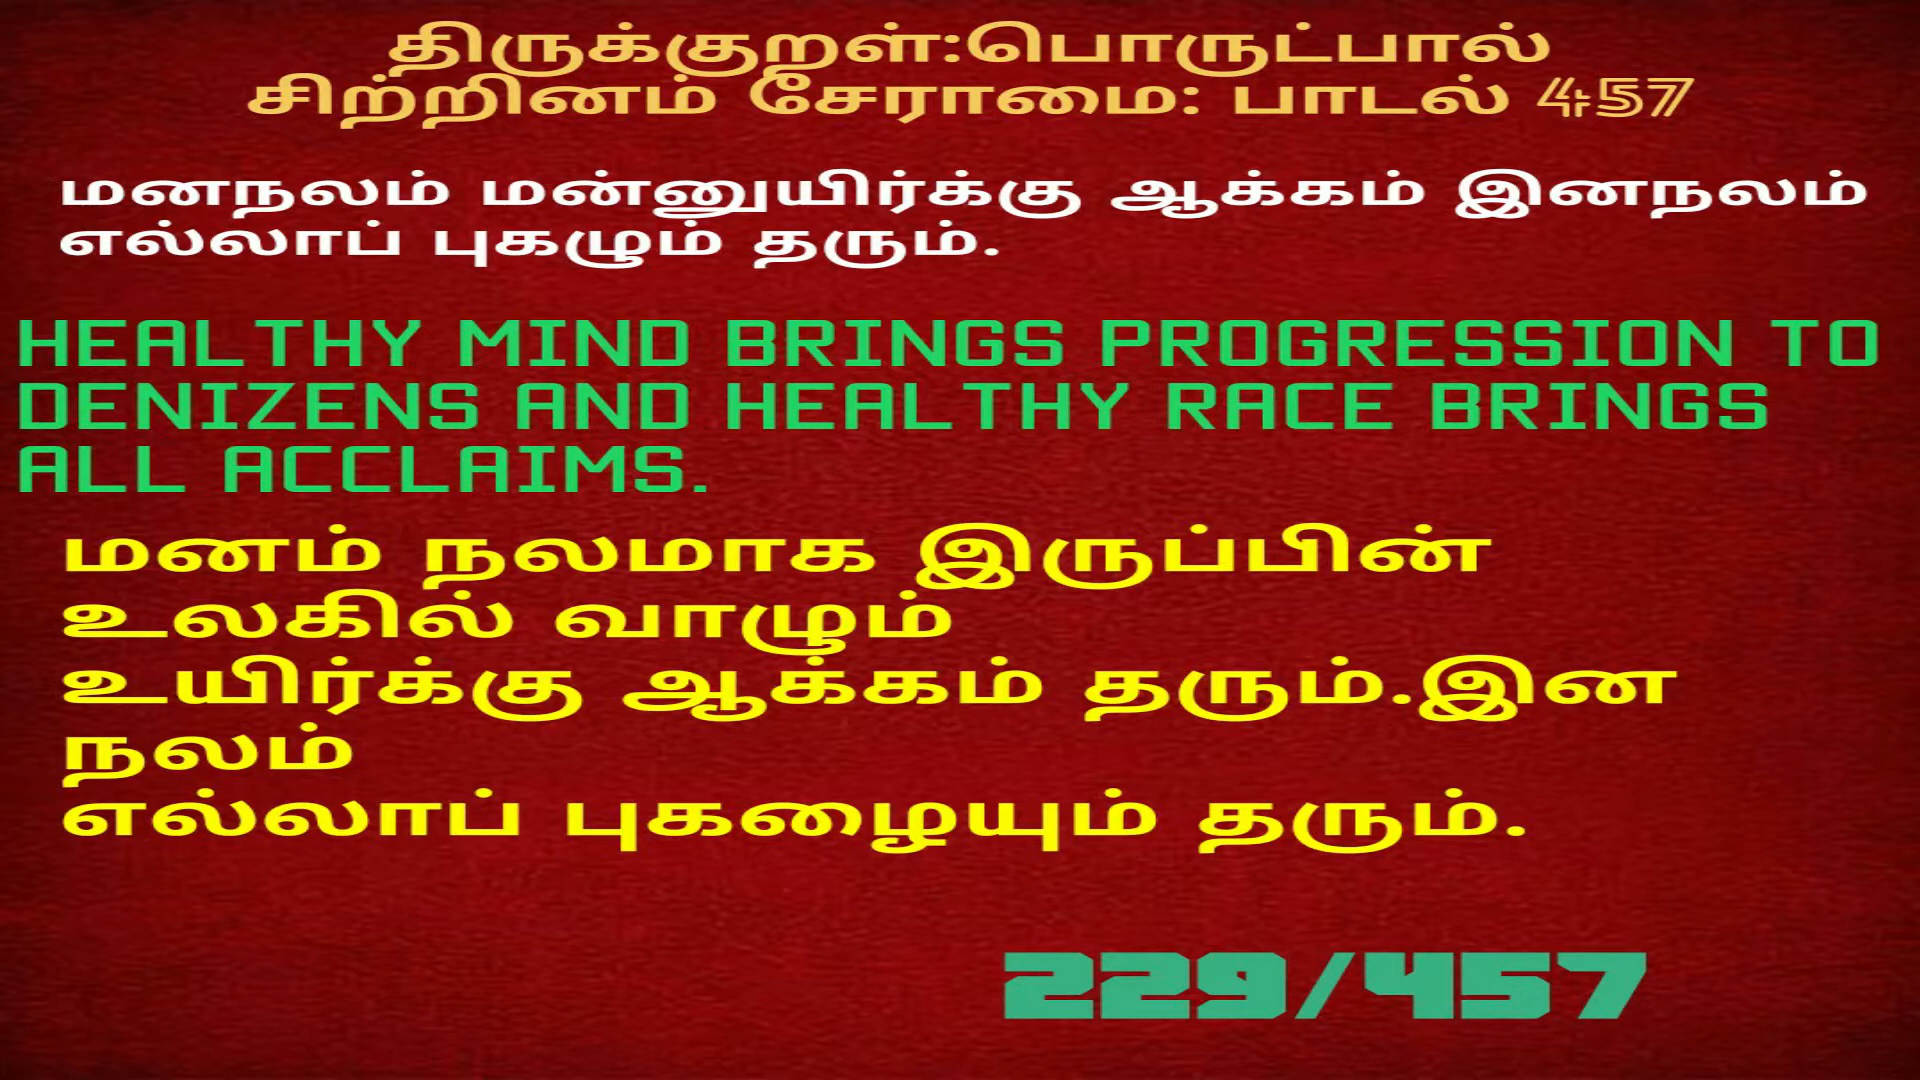 திருக்குறள்:பொருட்பால்
சிற்றினம் சேராமை: பாடல் 457
மனநலம் மன்னுயிர்க்கு ஆக்கம் இனநலம்
எல்லாப் புகழும் தரும்.
HEALTHY MIND BRINGS PROGRESSION TO
DENIZENS AND HEALTHY RACE BRINGS
ALL ACCLAIMS.
மனம் நலமாக இருப்பின்
உலகில் வாழும்
உயிர்க்கு ஆக்கம் தரும்.இன
நலம்
எல்லாப் புகழையும் தரும்.
229/457